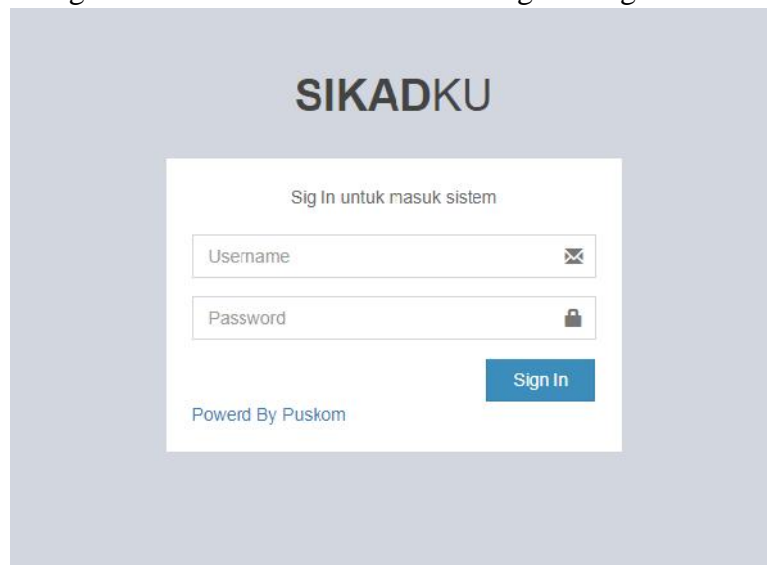 SIKADKU
Sig In untuk masuk sistem
Username
Password
Sign In
Powerd By Puskom